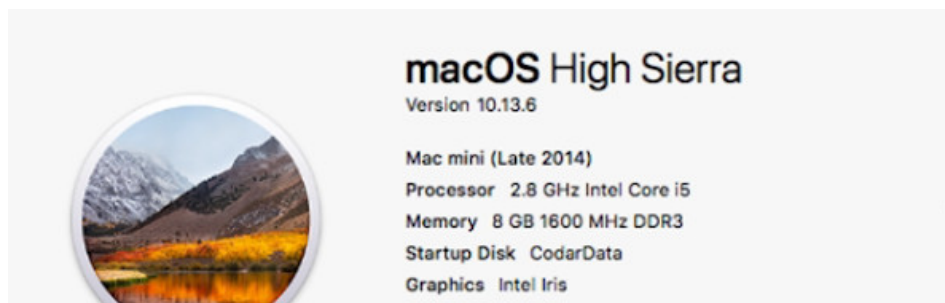 macOS High Sierra
Version 10.13.6
Mac mini (Late 2014)
Processor 2.8 GHz Intel Core i5
Memory 8 GB 1600 MHz DDR3
Startup Disk CodarData
Graphics Intel Iris